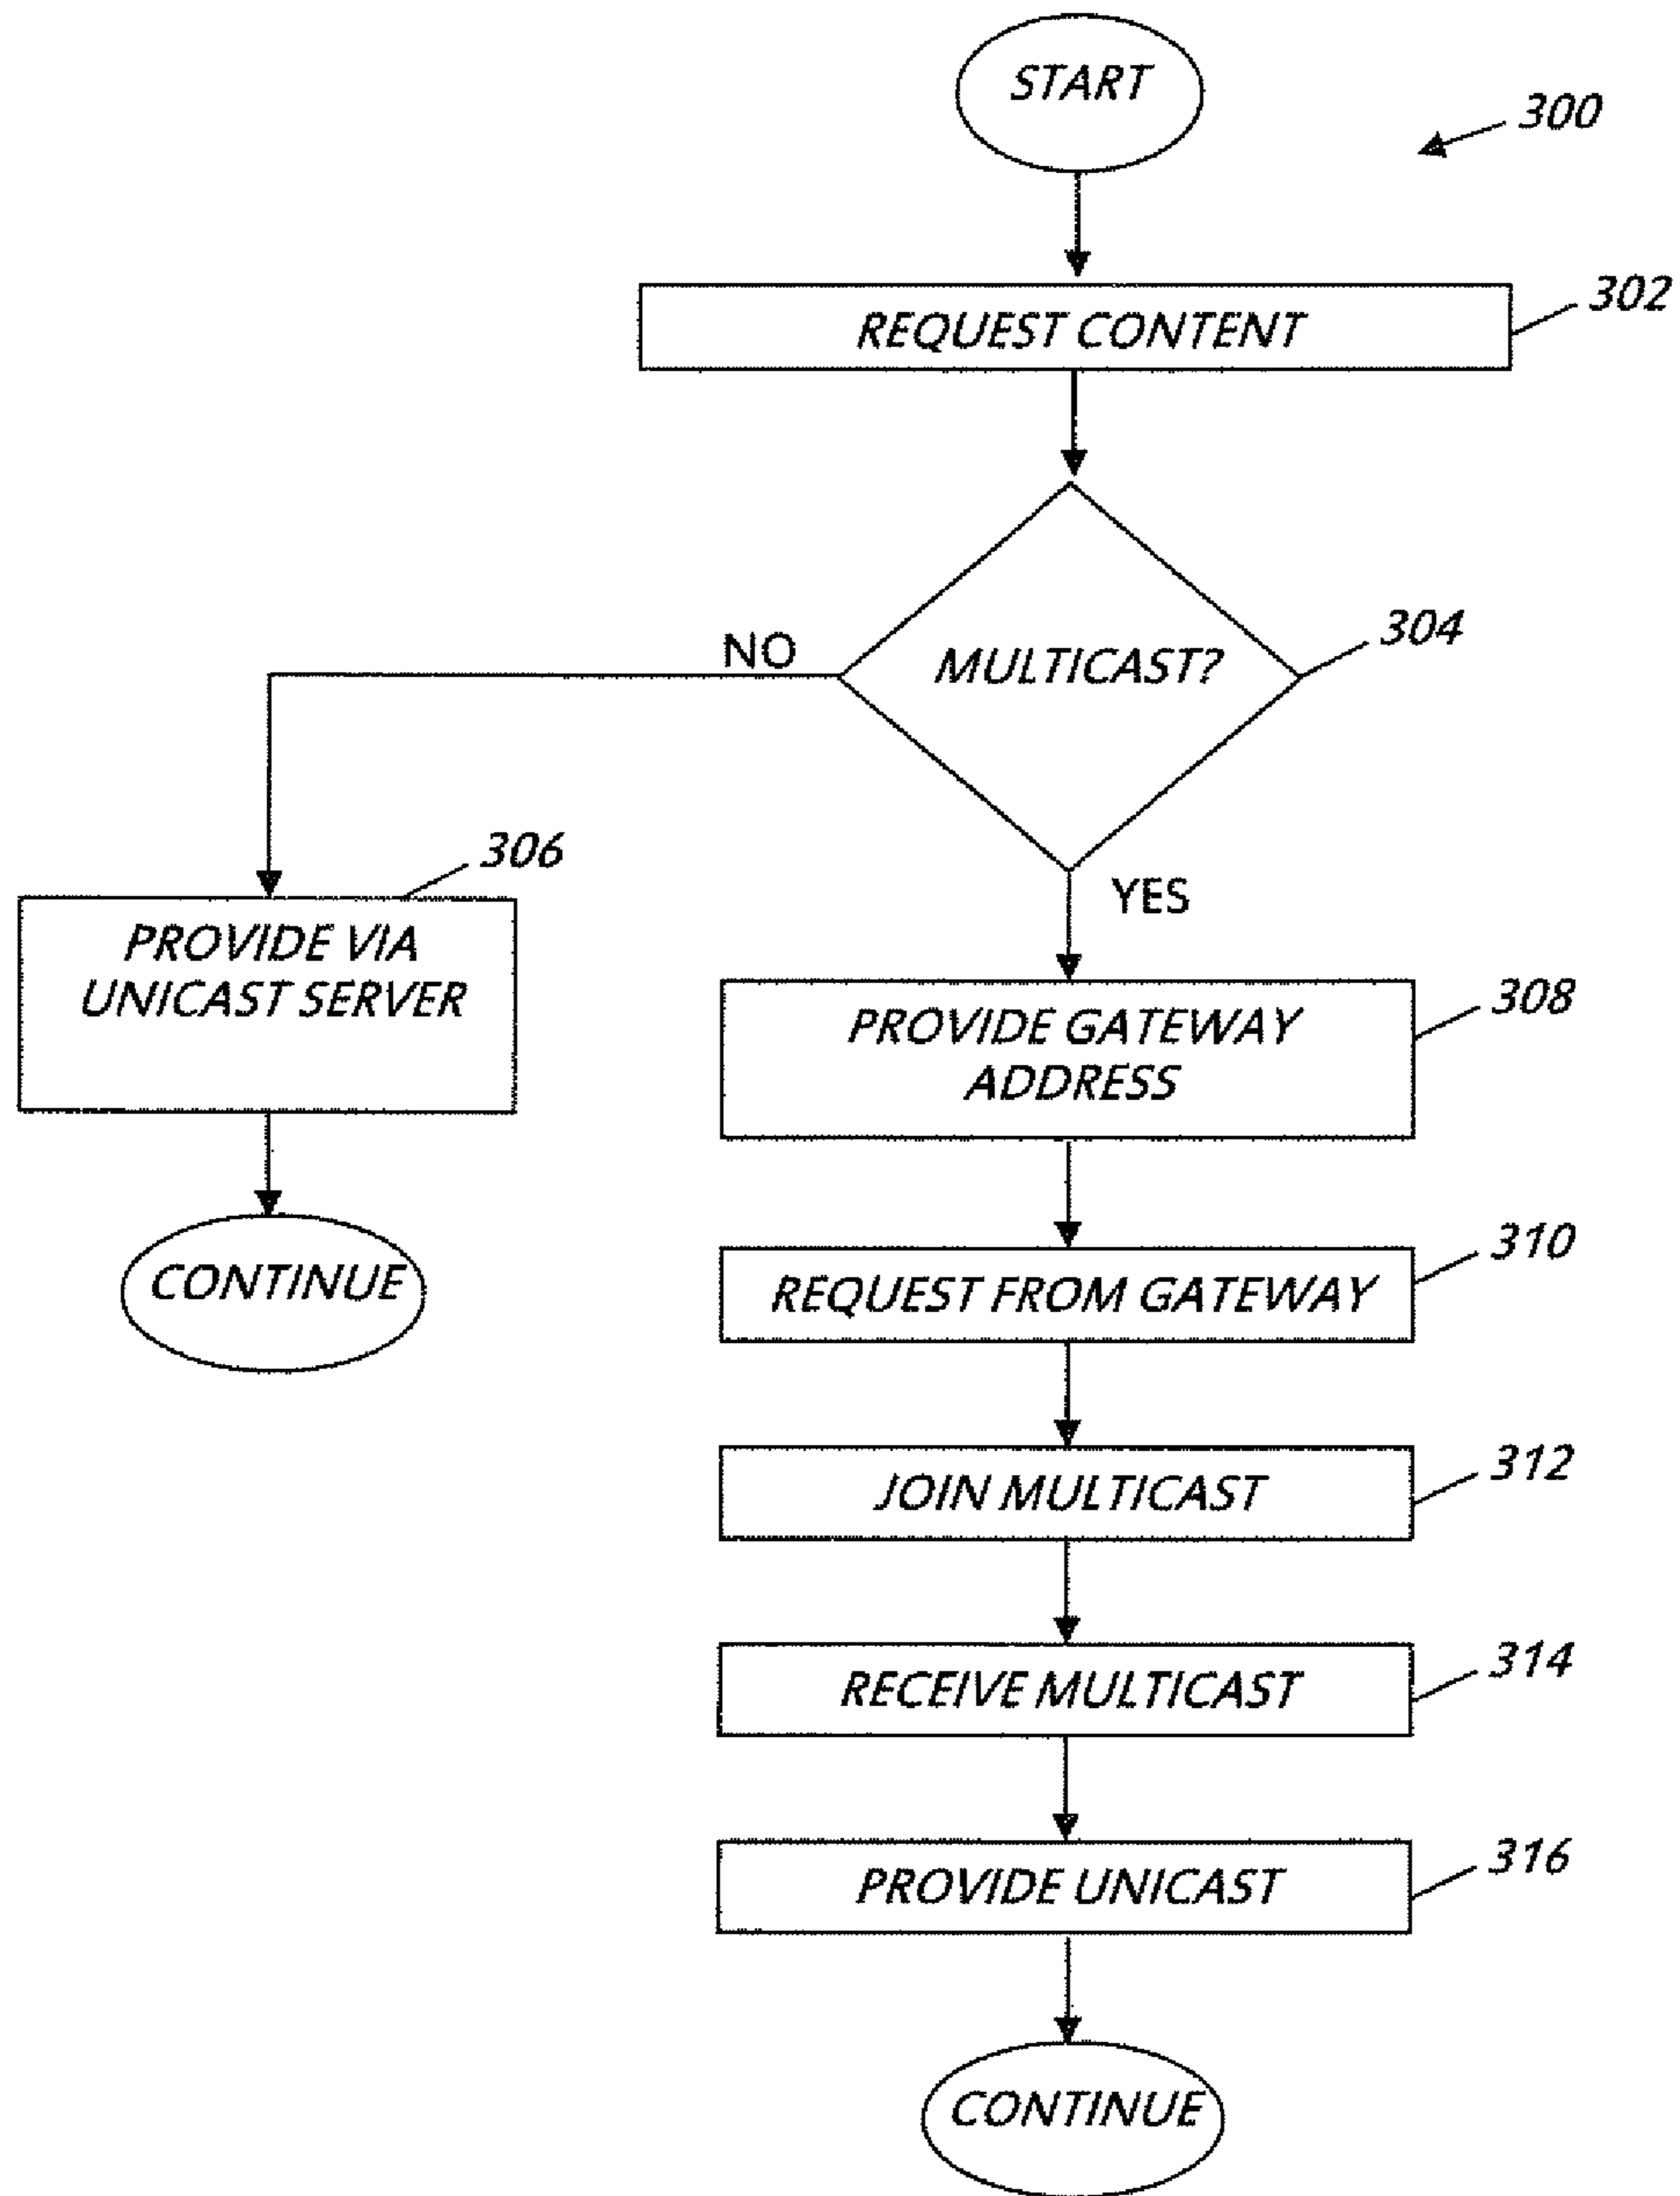 START
300
REQUEST CONTENT
302
MULTICAST?
304
NO
YES
306
PROVIDE VIA
UNICAST SERVER
CONTINUE
PROVIDE GATEWAY
ADDRESS
308
REQUEST FROM GATEWAY
310
JOIN MULTICAST
312
RECEIVE MULTICAST
314
PROVIDE UNICAST
316
CONTINUE